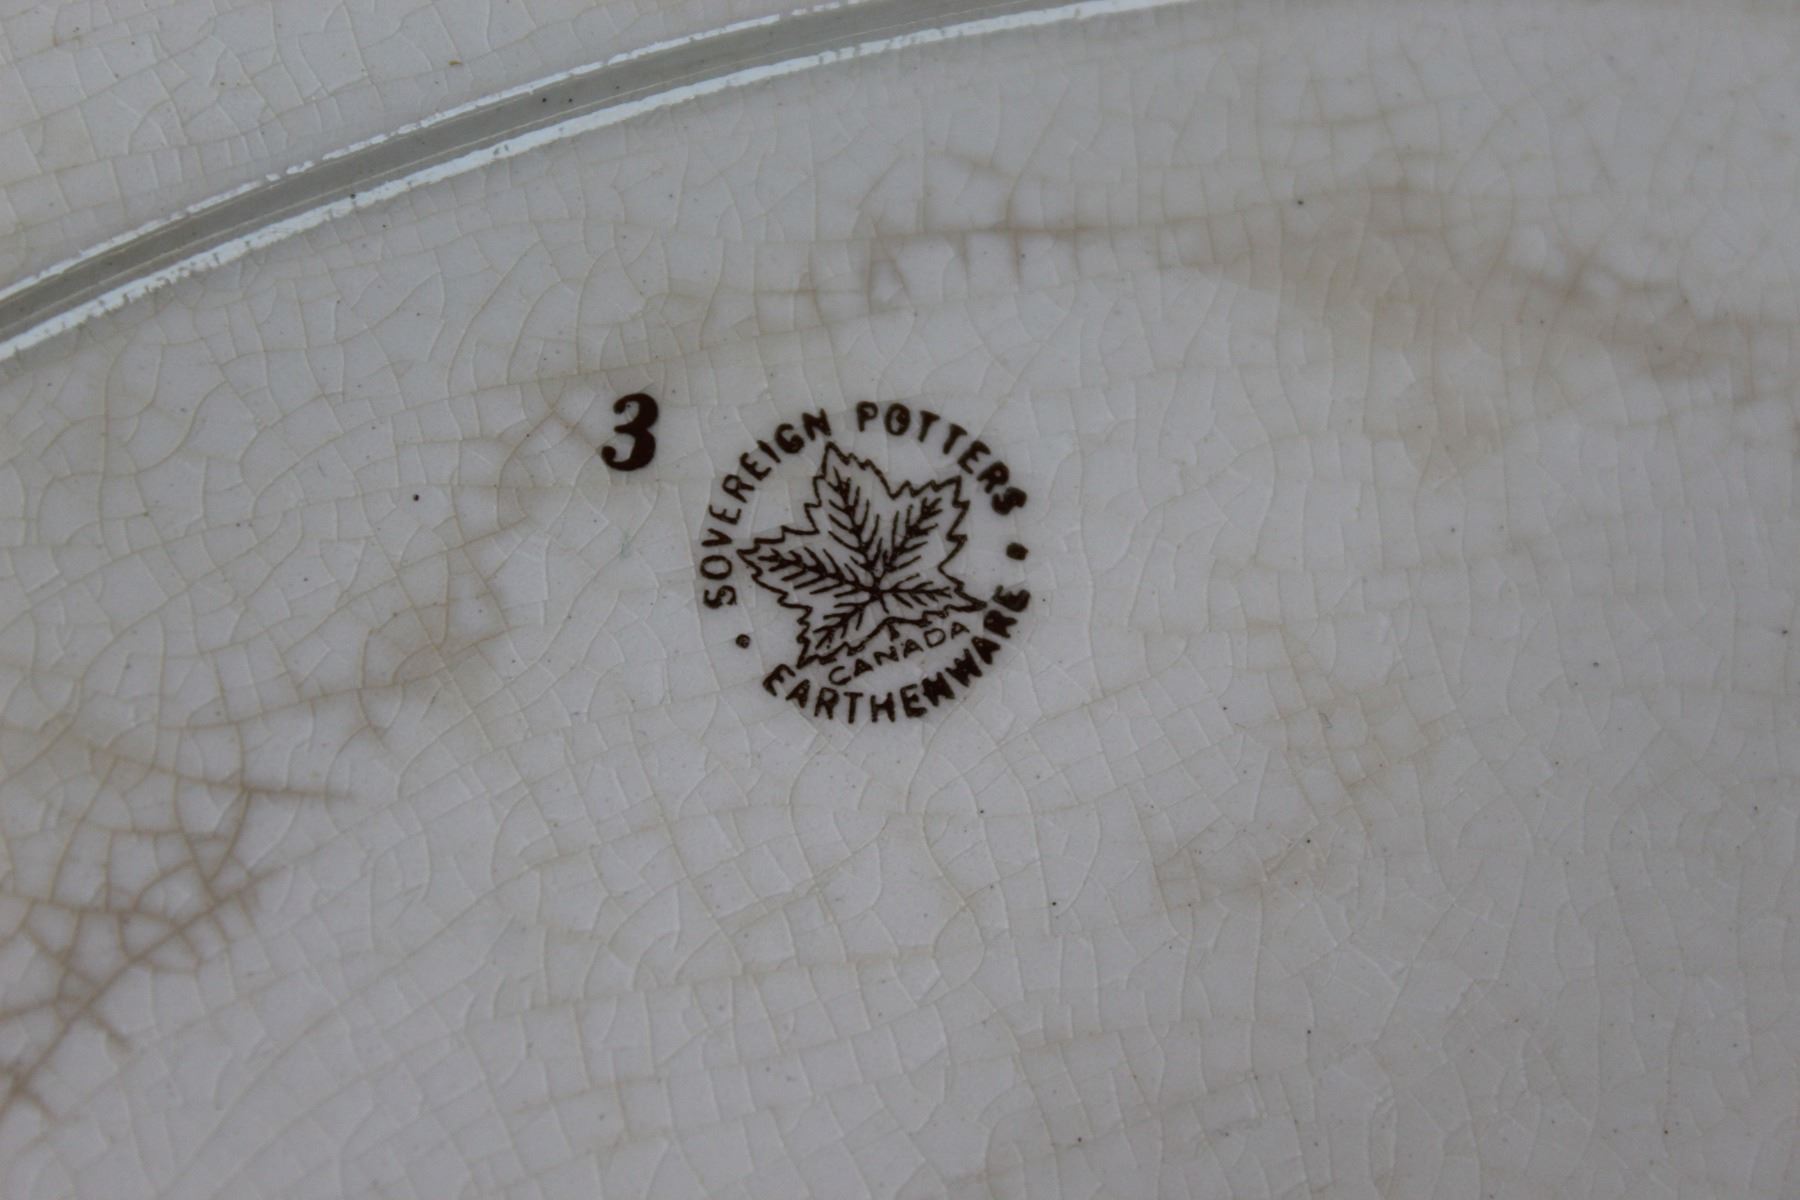 3
SOVEREIGN POTTERS
CANADA
EARTHENWARE